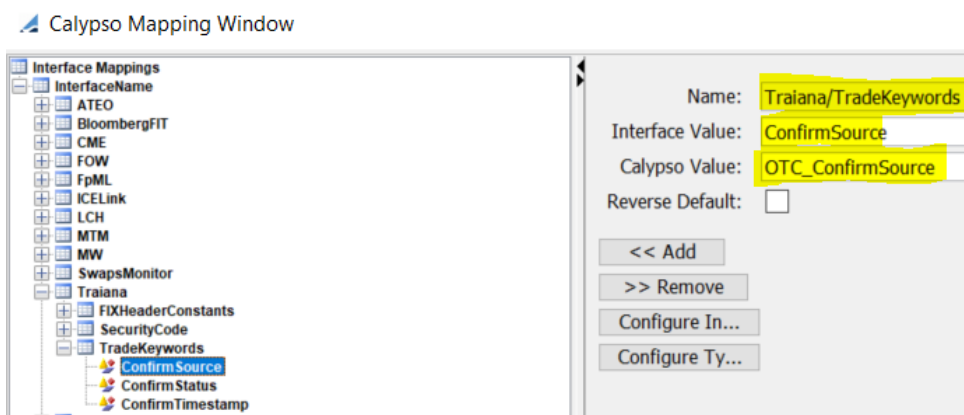 Calypso Mapping Window
Interface Mappings
InterfaceName
ATEO
BloombergFIT
CME
FOW
FpML
ICELink
LCH
MTM
MW
SwapsMonitor
Traiana
FIXHeaderConstants
SecurityCode
TradeKeywords
ConfirmSource
ConfirmStatus
ConfirmTimestamp
Name: Traiana/TradeKeywords
Interface Value: ConfirmSource
Calypso Value: OTC_ConfirmSource
Reverse Default:
<< Add
>> Remove
Configure In...
Configure Ty...